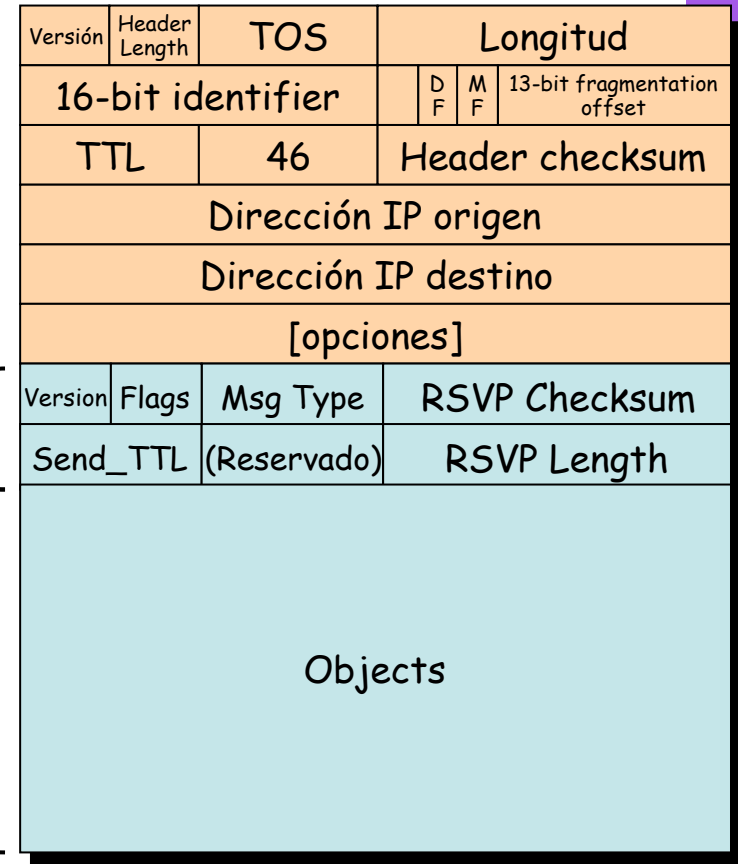 Versión Header Length TOS Longitud
16-bit identifier D F M F 13-bit fragmentation offset
TTL 46 Header checksum
Dirección IP origen
Dirección IP destino
[opciones]
Version Flags Msg Type RSVP Checksum
Send_TTL (Reservado) RSVP Length
Objects